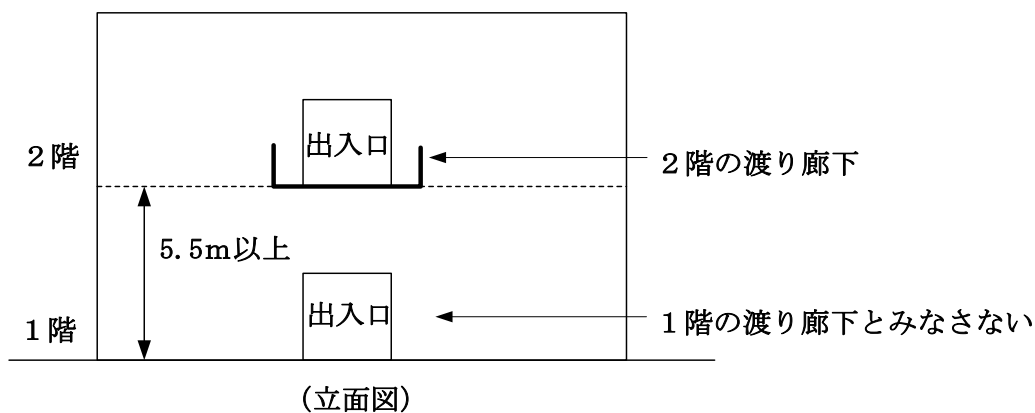 出入口
2階
2階の渡り廊下
5.5m以上
出入口
1階
1階の渡り廊下とみなさない
(立面図)